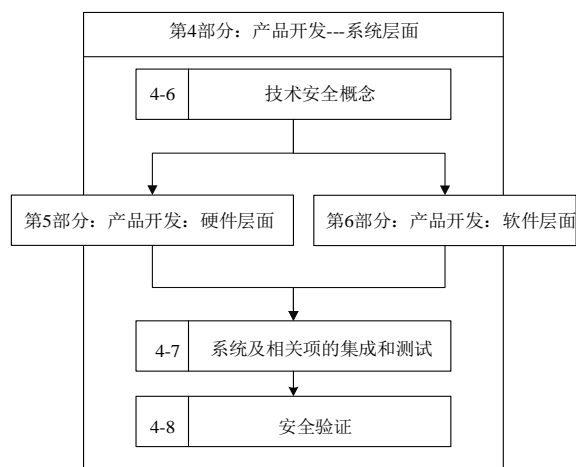 第4部分：产品开发---系统层面
4-6 技术安全概念
第5部分：产品开发：硬件层面
第6部分：产品开发：软件层面
4-7 系统及相关项的集成和测试
4-8 安全验证